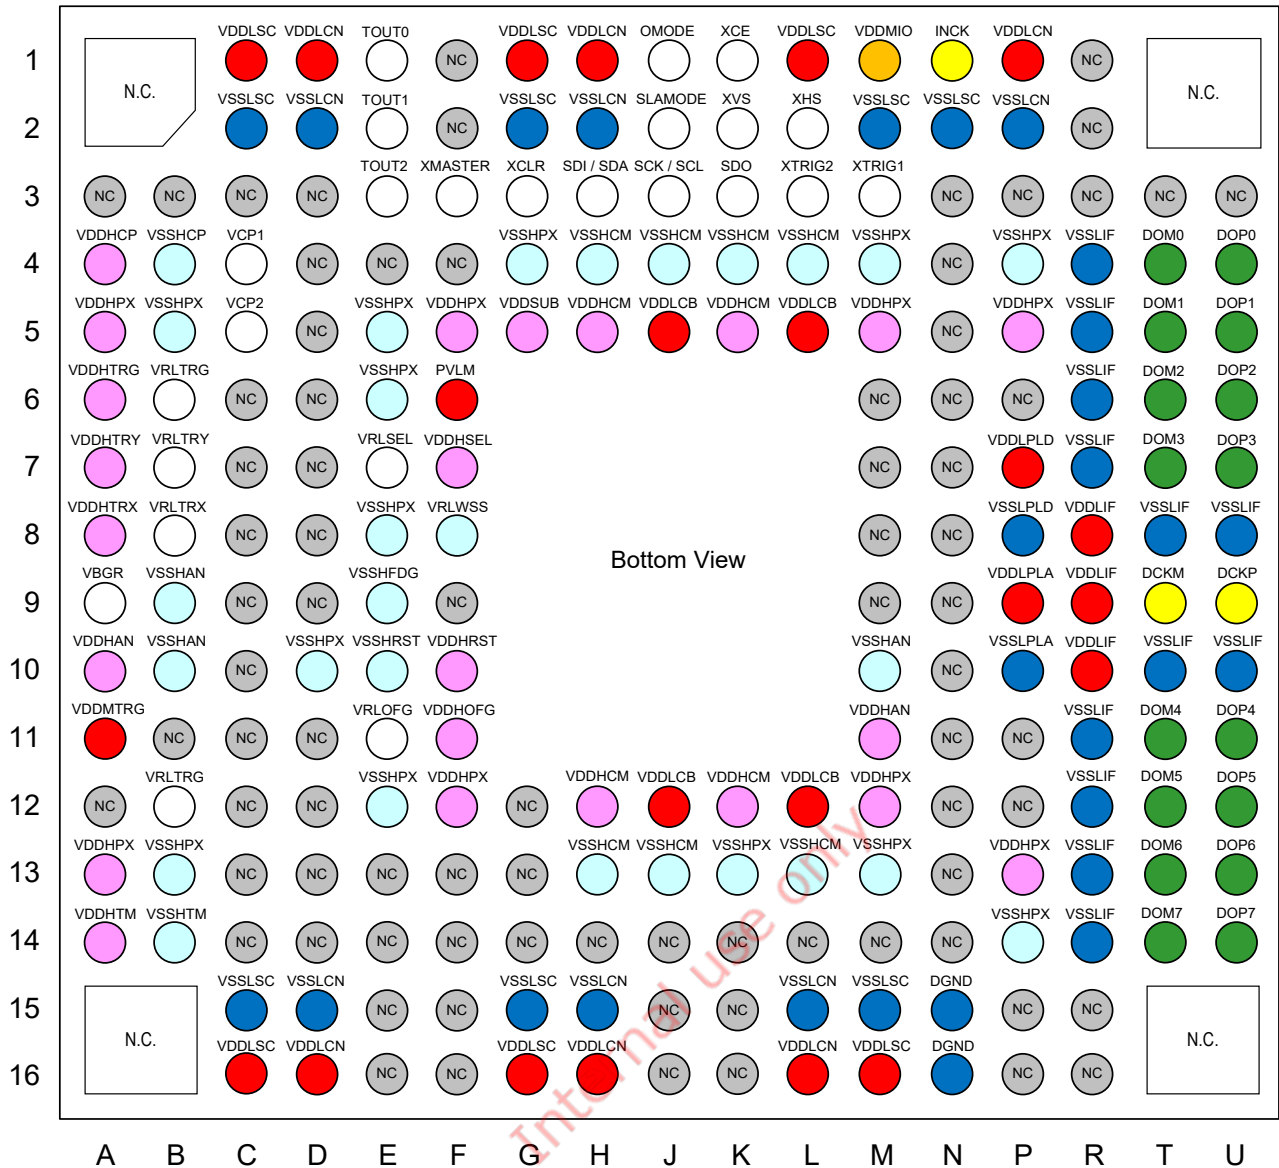 VDDLSC VDDLCN TOUT0 VDDLSC VDDLCN OMODE XCE VDDLSC VDDMIO INCK VDDLCN
1 N.C. NC NC N.C.
VSSLSC VSSLCN TOUT1 VSSLSC VSSLCN SLAMODE XVS XHS VSSLSC VSSLSC VSSLCN
2 NC NC
TOUT2 XMASTER XCLR SDI / SDA SCK / SCL SDO XTRIG2 XTRIG1
3 NC NC NC NC NC NC NC NC NC
VDDHCP VSSHCP VCP1 VSSHPX VSSHCM VSSHCM VSSHCM VSSHCM VSSHPX VSSHPX VSSLIF DOM0 DOP0
4 NC NC NC NC
VDDHPX VSSHPX VCP2 VSSHPX VDDHPX VDDSUB VDDHCM VDDLCB VDDHCM VDDLCB VDDHPX VDDHPX VSSLIF DOM1 DOP1
5 NC NC
VDDHTRG VRLTRG VSSHPX PVLM VSSLIF DOM2 DOP2
6 NC NC NC NC NC
VDDHTRY VRLTRY VRLSEL VDDHSEL VDDLPLD VSSLIF DOM3 DOP3
7 NC NC NC NC
VDDHTRX VRLTRX VSSHPX VRLWSS VSSLPLD VDDLIF VSSLIF VSSLIF
8 NC NC NC NC
Bottom View
VBGR VSSHAN VSSHFDG VDDLPLA VDDLIF DCKM DCKP
9 NC NC NC NC NC
VDDHAN VSSHAN VSSHPX VSSHRST VDDHRST VSSHAN VSSLPLA VDDLIF VSSLIF VSSLIF
10 NC NC
VDDMTRG VRLOFG VDDHOFG VDDHAN VSSLIF DOM4 DOP4
11 NC NC NC NC NC
VRLTRG VSSHPX VDDHPX VDDHCM VDDLCB VDDHCM VDDLCB VDDHPX VSSLIF DOM5 DOP5
12 NC NC NC NC NC NC
VDDHPX VSSHPX VSSHCM VSSHCM VSSHPX VSSHCM VSSHPX VDDHPX VSSLIF DOM6 DOP6
13 NC NC NC NC NC NC
VDDHTM VSSHTM VSSHPX VSSLIF DOM7 DOP7
14 NC NC NC NC NC NC NC NC NC NC NC
VSSLSC VSSLCN VSSLSC VSSLCN VSSLCN VSSLSC DGND
15 NC NC NC NC NC NC
N.C. N.C.
VDDLSC VDDLCN VDDLSC VDDLCN VDDLCN VDDLSC DGND
16 NC NC NC NC NC NC
A B C D E F G H J K L M N P R T U
Internal use only